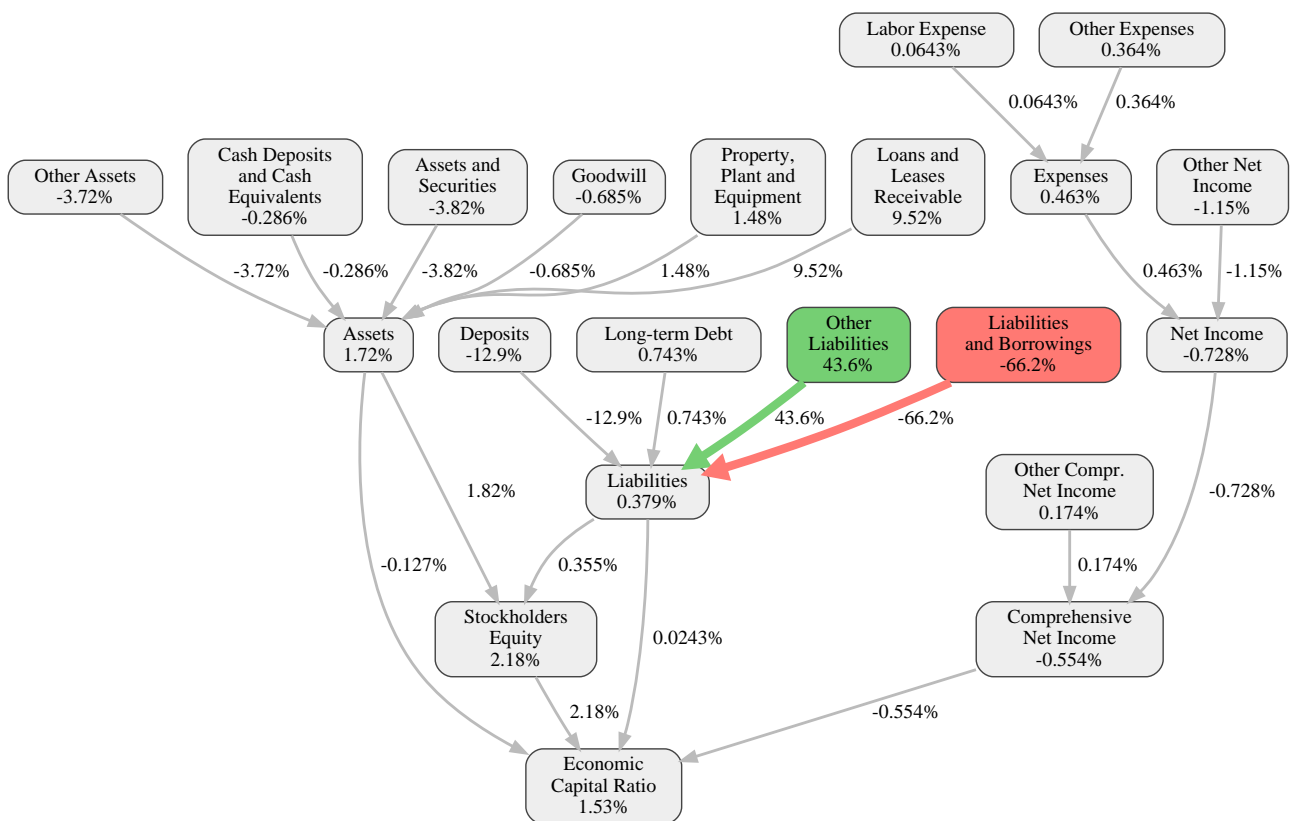 Labor Expense
0.0643%
Other Expenses
0.364%
0.0643%
0.364%
Other Assets
-3.72%
Cash Deposits
and Cash
Equivalents
-0.286%
Assets and
Securities
-3.82%
Goodwill
-0.685%
Property,
Plant and
Equipment
1.48%
Loans and
Leases
Receivable
9.52%
Expenses
0.463%
Other Net
Income
-1.15%
-3.72%
-0.286%
-3.82%
-0.685%
1.48%
9.52%
0.463%
-1.15%
Assets
1.72%
Deposits
-12.9%
Long-term Debt
0.743%
Other
Liabilities
43.6%
Liabilities
and Borrowings
-66.2%
Net Income
-0.728%
-12.9%
0.743%
43.6%
-66.2%
Liabilities
0.379%
Other Compr.
Net Income
0.174%
1.82%
-0.728%
-0.127%
0.355%
0.174%
Stockholders
Equity
2.18%
0.0243%
Comprehensive
Net Income
-0.554%
2.18%
-0.554%
Economic
Capital Ratio
1.53%